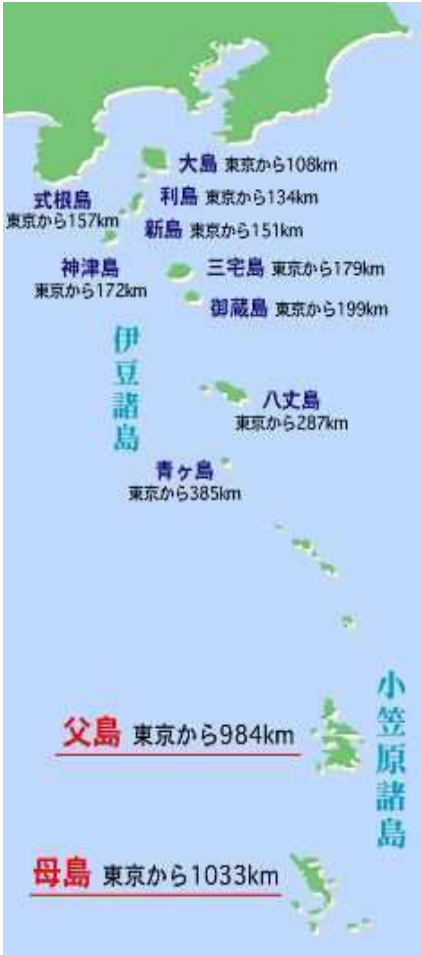 大島 東京から108km
利島 東京から134km
式根島
東京から157km
新島 東京から151km
神津島
東京から172km
三宅島 東京から179km
御蔵島 東京から199km
伊豆諸島
八丈島
東京から287km
青ヶ島
東京から385km
小笠原諸島
父島 東京から984km
母島 東京から1033km